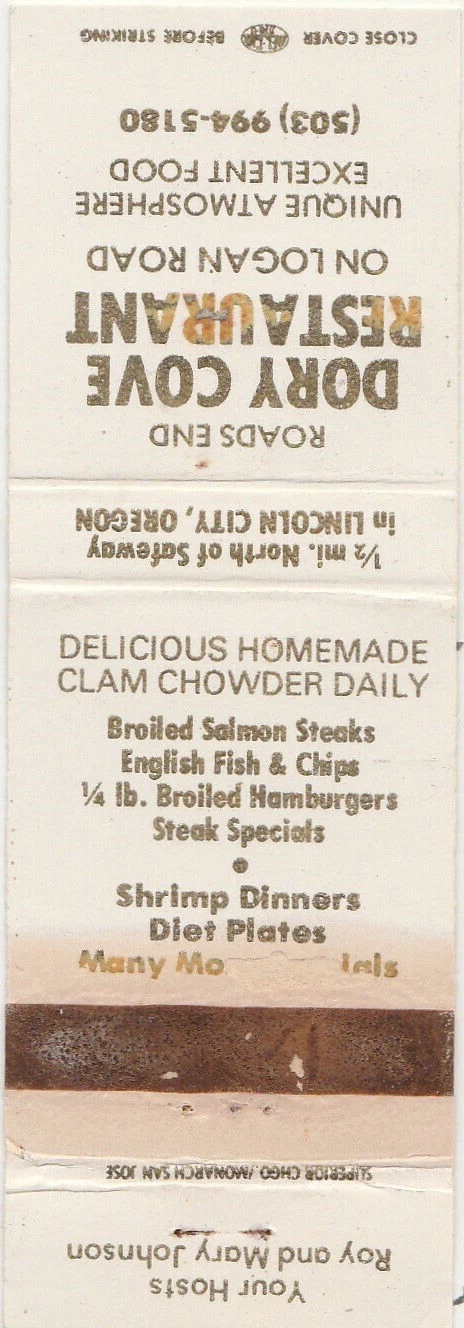 CLOSE COVER BEFORE STRIKING
ROADS END
DORY COVE
RESTAURANT
ON LOGAN ROAD
UNIQUE ATMOSPHERE
EXCELLENT FOOD
(503) 994-5180
½ mi. North of Safeway
in LINCOLN CITY, OREGON
DELICIOUS HOMEMADE
CLAM CHOWDER DAILY
Broiled Salmon Steaks
English Fish & Chips
¼ lb. Broiled Hamburgers
Steak Specials
•
Shrimp Dinners
Diet Plates
Many
SUPERIOR CHGO./MONARCH SAN JOSE
Your Hosts
Roy and Mary Johnson